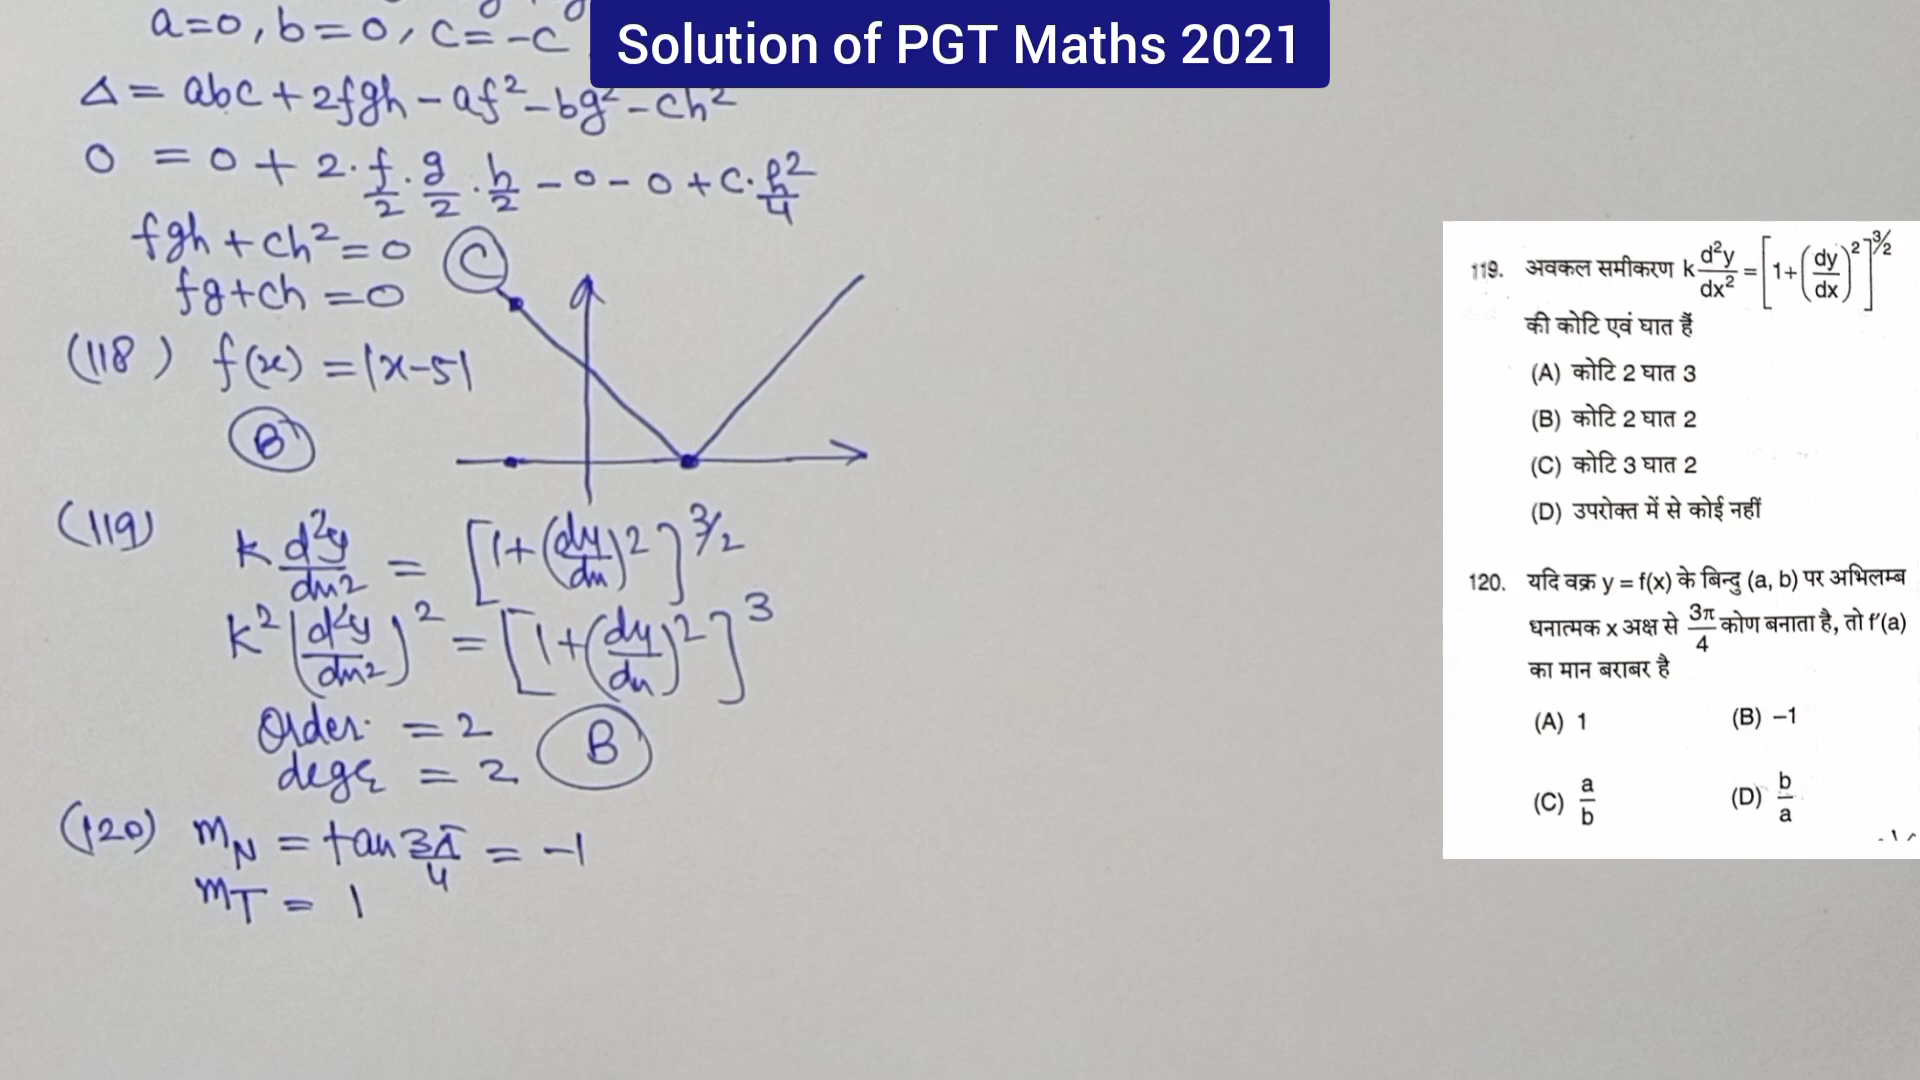 Solution of PGT Maths 2021
a=0, b=0, c=-c
Δ = abc + 2fgh - af² - bg² - ch²
0 = 0 + 2·f/2·g/2·h/2 - 0 - 0 + c·h²/4
fgh + ch² = 0 (C)
fg + ch = 0
(118) f(x) = |x-5|
(B)
(119) k d²y/dx² = [1+(dy/dx)²]^3/2
k²(d²y/dx²)² = [1+(dy/dx)²]³
Order = 2
degre = 2 (B)
(120) mN = tan 3π/4 = -1
mT = 1
119. अवकल समीकरण k d²y/dx² = [1+(dy/dx)²]^3/2
की कोटि एवं घात हैं
(A) कोटि 2 घात 3
(B) कोटि 2 घात 2
(C) कोटि 3 घात 2
(D) उपरोक्त में से कोई नहीं
120. यदि वक्र y = f(x) के बिन्दु (a, b) पर अभिलम्ब
धनात्मक x अक्ष से 3π/4 कोण बनाता है, तो f'(a)
का मान बराबर है
(A) 1 (B) –1
(C) a/b (D) b/a